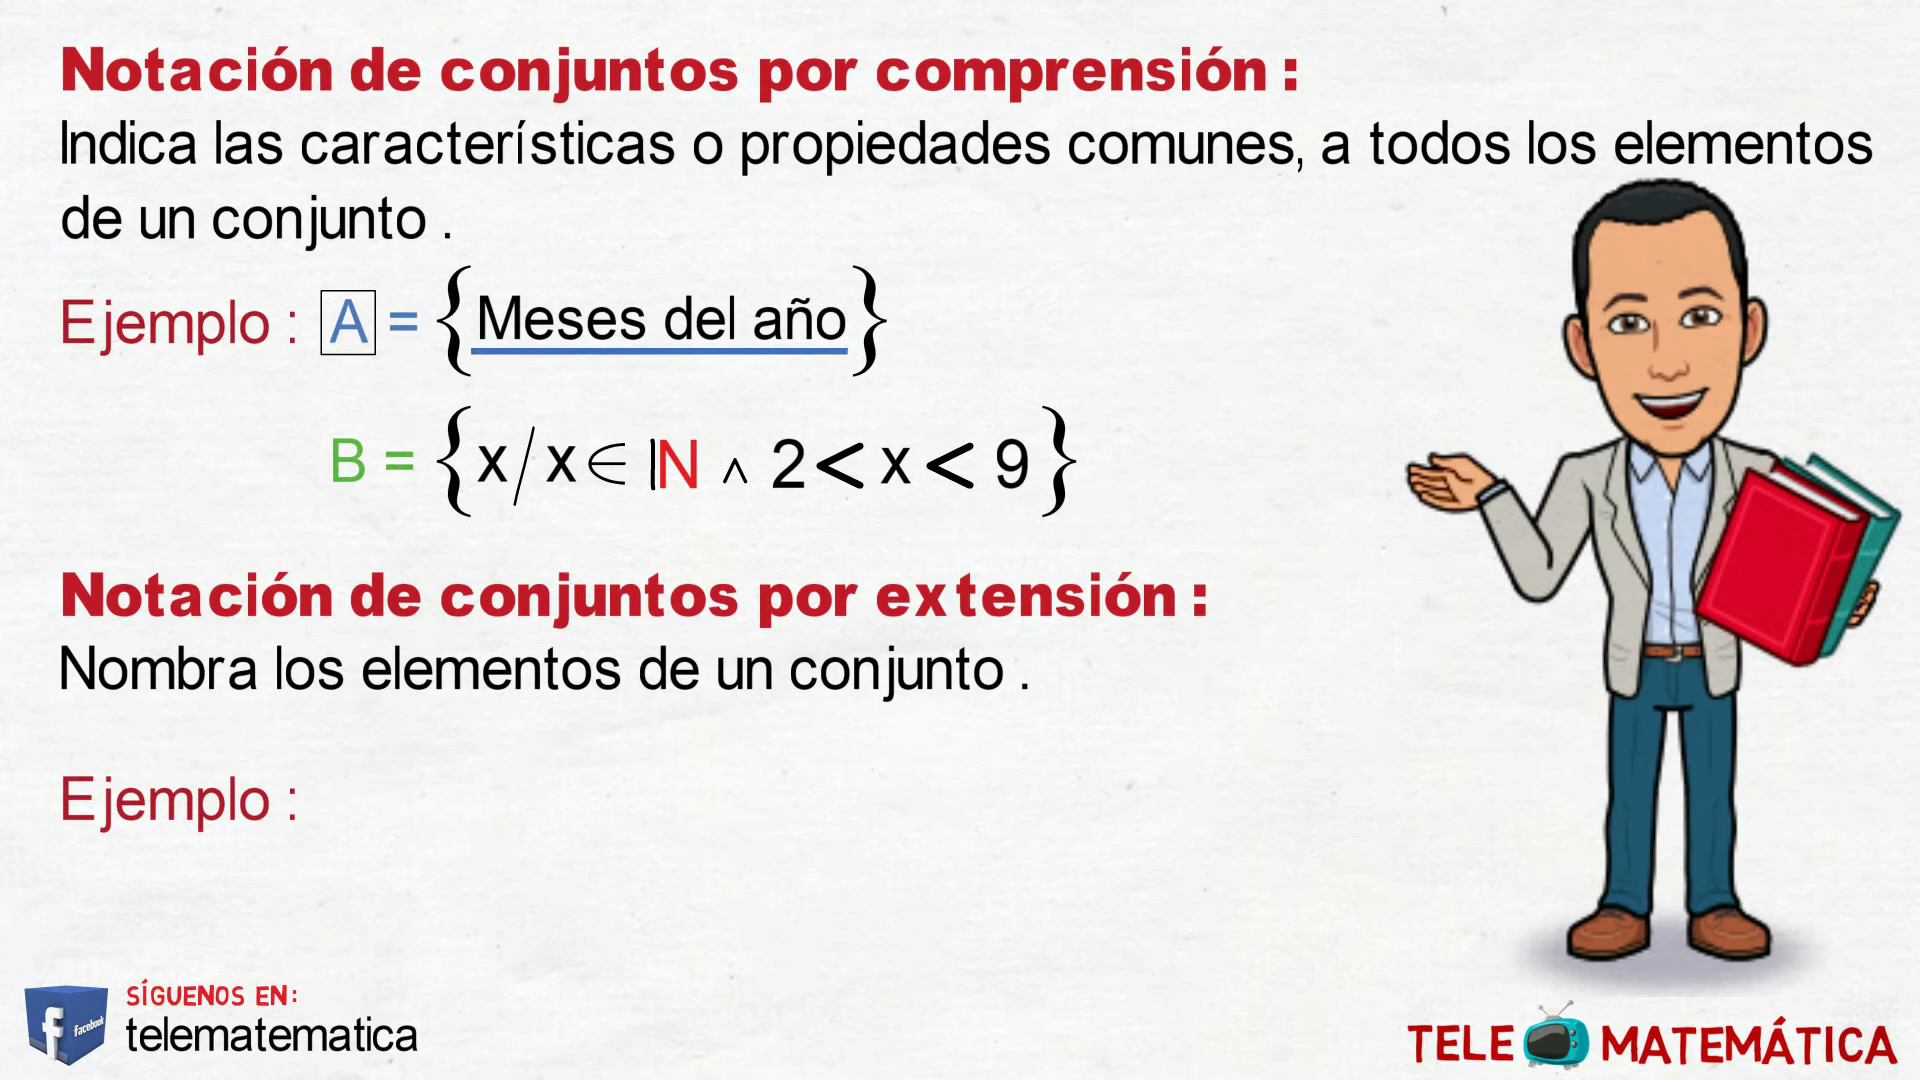 Notación de conjuntos por comprensión :
Indica las características o propiedades comunes, a todos los elementos
de un conjunto .
Ejemplo : A = {Meses del año}
B = {x/x∈ ℕ ∧ 2<x<9}
Notación de conjuntos por extensión :
Nombra los elementos de un conjunto .
Ejemplo :
f facebook
SÍGUENOS EN:
telematematica
TELE MATEMÁTICA